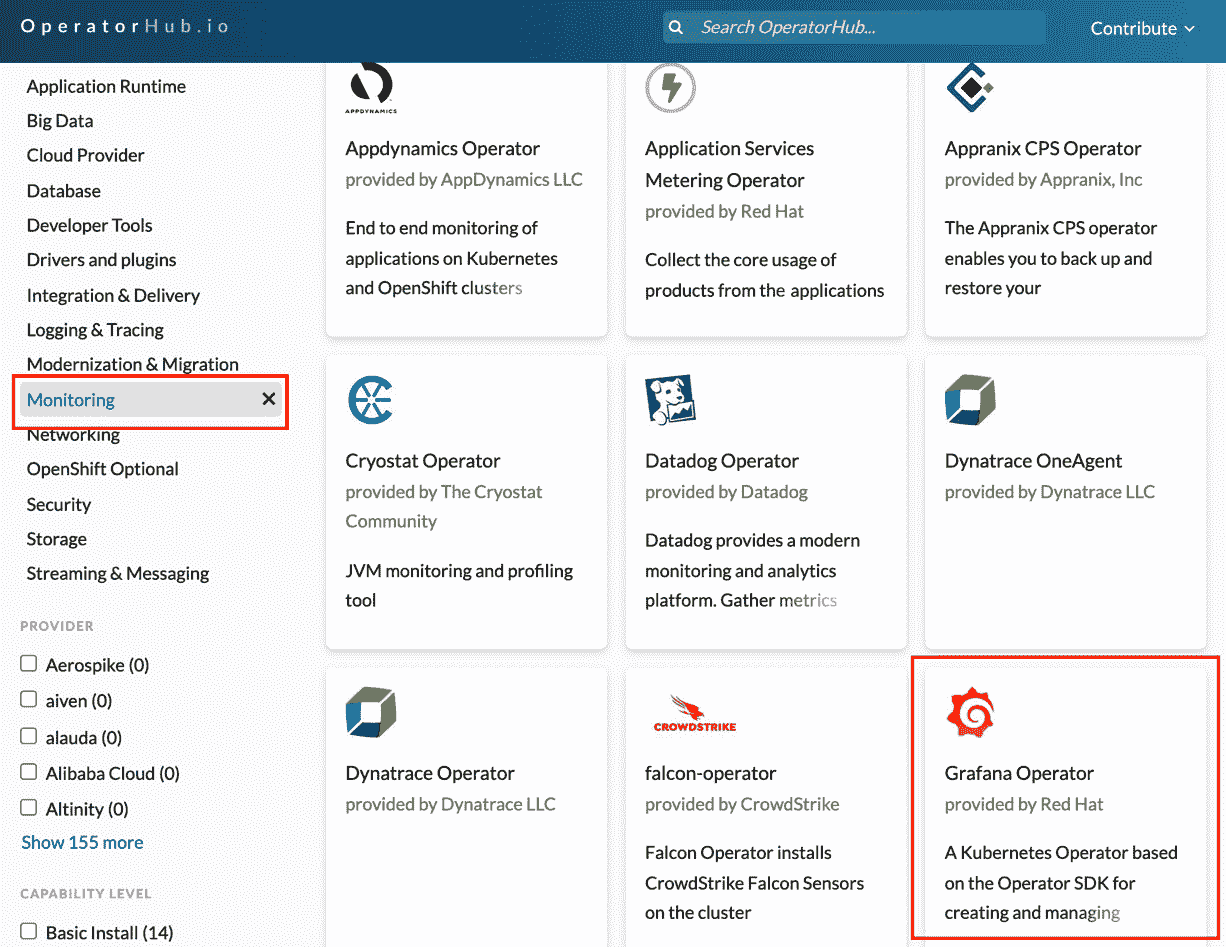 OperatorHub.io
Search OperatorHub...
Contribute
Application Runtime
Big Data
Cloud Provider
Database
Developer Tools
Drivers and plugins
Integration & Delivery
Logging & Tracing
Modernization & Migration
Monitoring
Networking
OpenShift Optional
Security
Storage
Streaming & Messaging
PROVIDER
Aerospike (0)
aiven (0)
alauda (0)
Alibaba Cloud (0)
Altinity (0)
Show 155 more
CAPABILITY LEVEL
Basic Install (14)
APPDYNAMICS
Appdynamics Operator
provided by AppDynamics LLC
End to end monitoring of
applications on Kubernetes
and OpenShift clusters
Application Services
Metering Operator
provided by Red Hat
Collect the core usage of
products from the applications
Appranix CPS Operator
provided by Appranix, Inc
The Appranix CPS operator
enables you to back up and
restore your
Cryostat Operator
provided by The Cryostat
Community
JVM monitoring and profiling
tool
Datadog Operator
provided by Datadog
Datadog provides a modern
monitoring and analytics
platform. Gather metrics
Dynatrace OneAgent
provided by Dynatrace LLC
Dynatrace Operator
provided by Dynatrace LLC
CROWDSTRIKE
falcon-operator
provided by CrowdStrike
Falcon Operator installs
CrowdStrike Falcon Sensors
on the cluster
Grafana Operator
provided by Red Hat
A Kubernetes Operator based
on the Operator SDK for
creating and managing